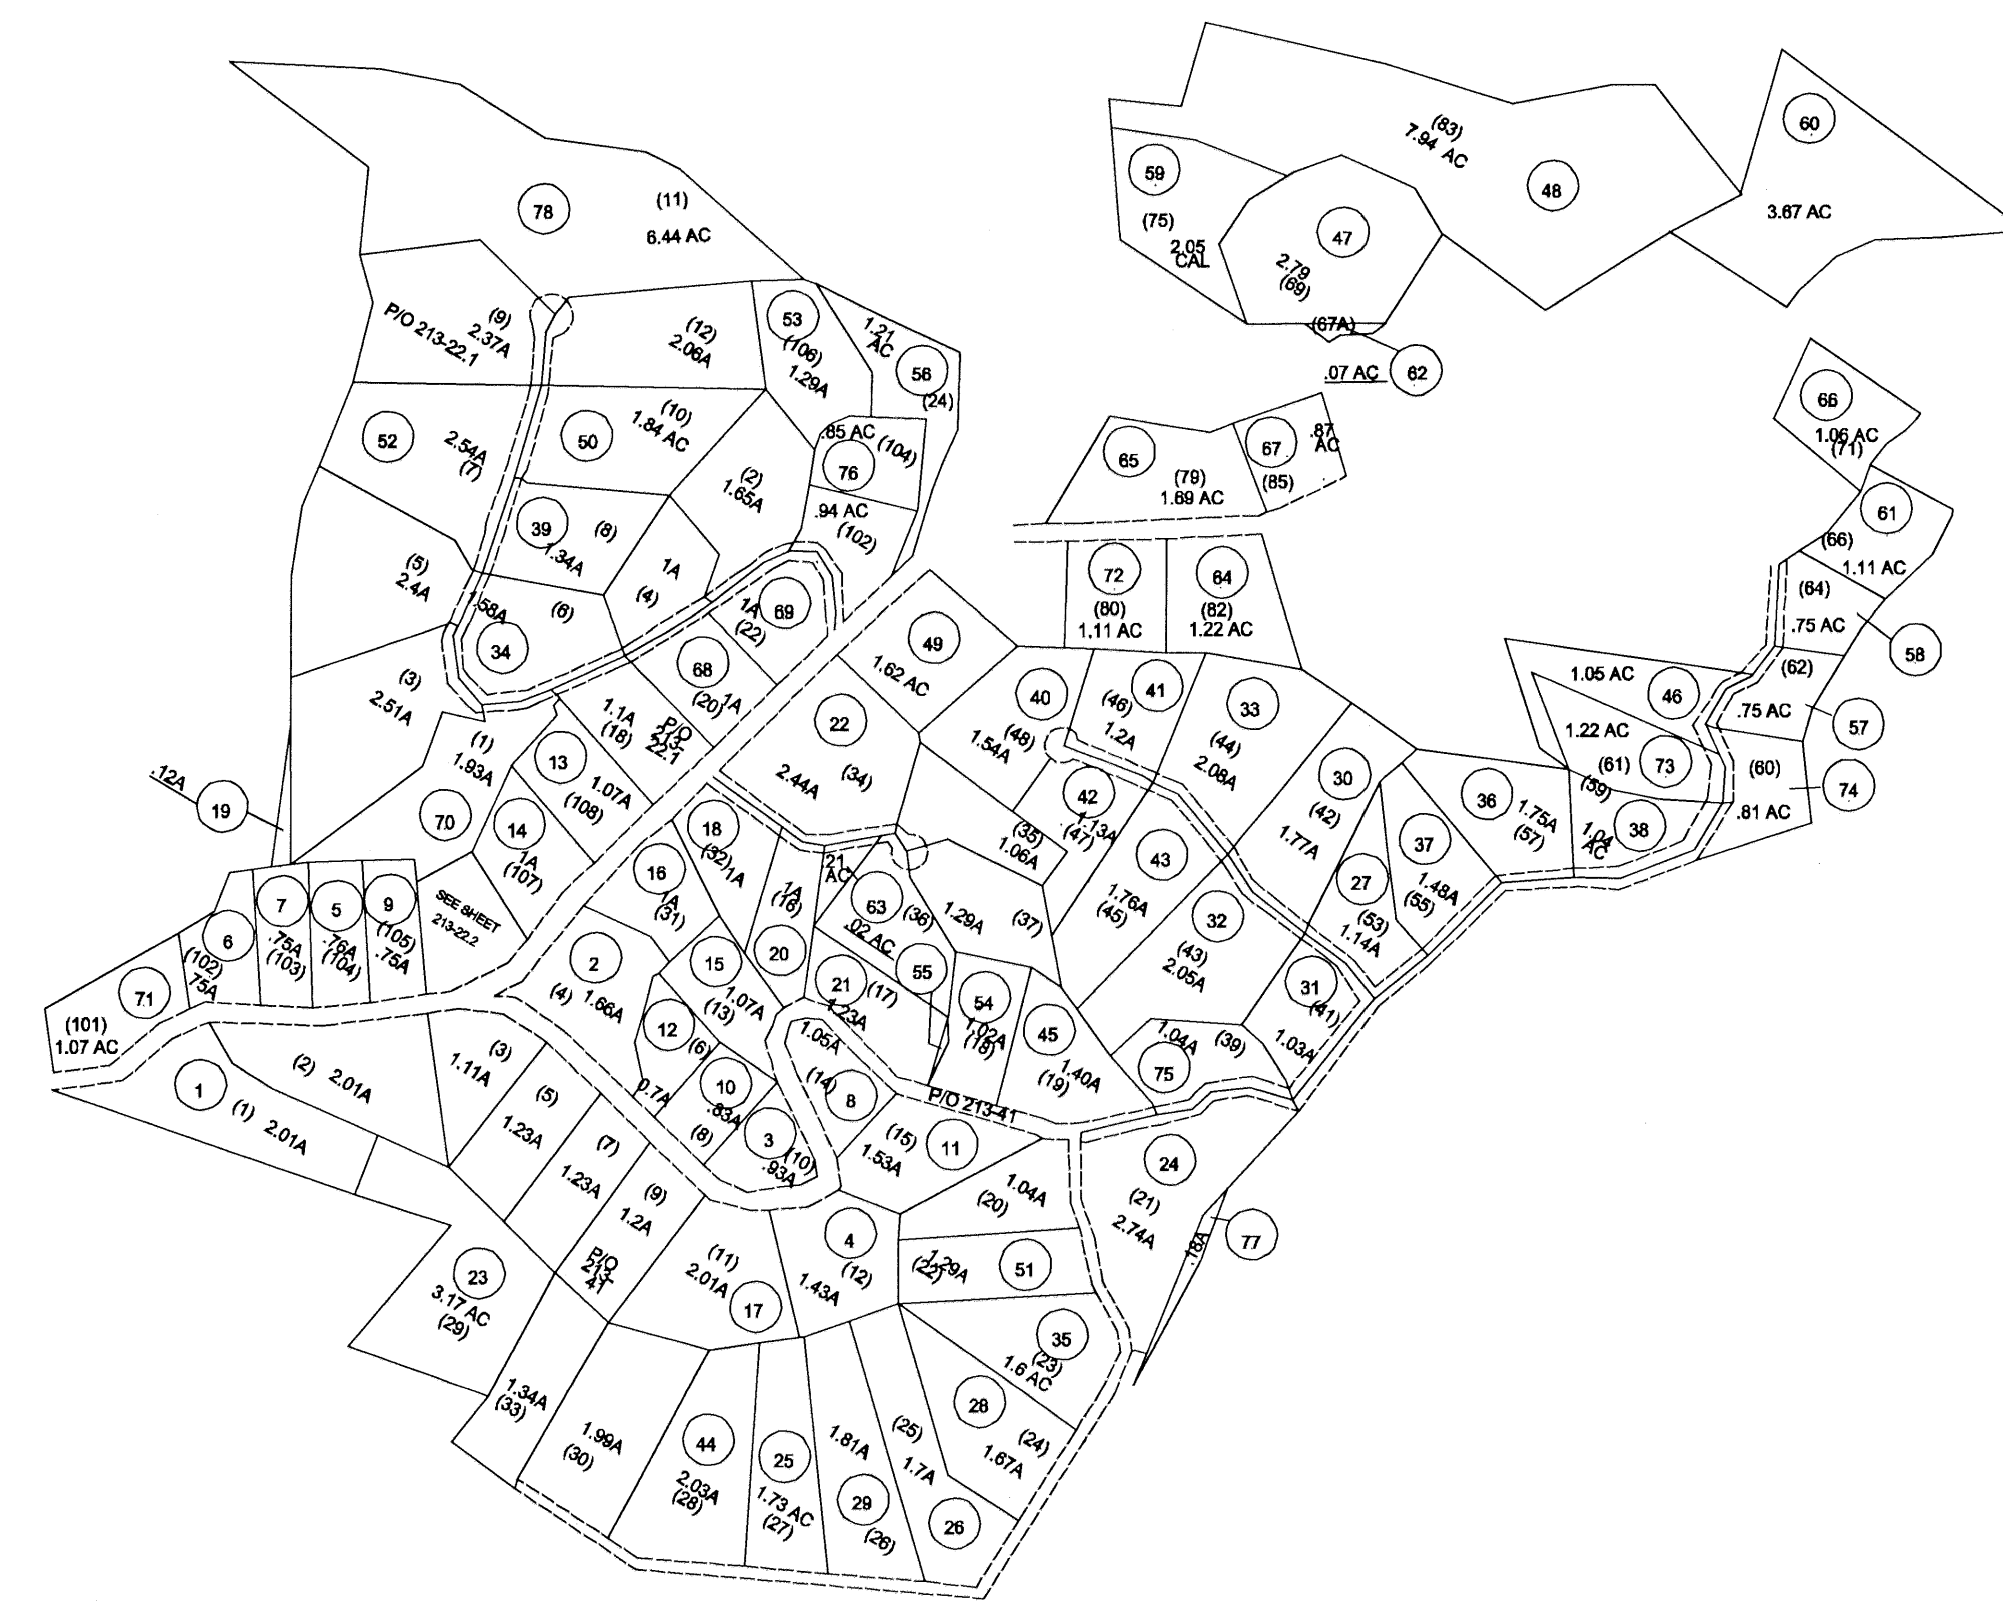 60
(83)
7.94 AC
59
48
78
(11)
6.44 AC
3.67 AC
(75)
47
2.05
CAL
2.79
(69)
(9)
2.37A
P/O 213-22.1
53
(12)
2.06A
1.21
AC
(67A)
(106)
1.29A
56
(24)
.07 AC
62
66
1.06 AC
(71)
(10)
1.84 AC
52
50
2.54A
(7)
.85 AC
(104)
76
65
67
.87
AC
(79)
1.69 AC
(85)
(2)
1.65A
.94 AC
(102)
61
(66)
1.11 AC
39
(8)
1.34A
(5)
2.4A
1A
(4)
72
64
(80)
1.11 AC
(82)
1.22 AC
(64)
.75 AC
58
1.58A
(6)
34
1A
69
(22)
49
1.62 AC
(62)
.75 AC
57
(3)
2.51A
68
(20)
1A
40
(48)
1.54A
(46)
41
1.2A
33
(44)
2.08A
1.05 AC
46
1.22 AC
(61)
73
(60)
.81 AC
74
1.1A
(18)
P/O
213-
22.1
22
2.44A
(34)
(1)
1.93A
13
1.07A
(108)
30
(42)
1.77A
.12A
19
70
14
1A
(107)
18
(32)
1A
42
1.13A
(47)
36
1.75A
(57)
(59)
1.04
AC
38
(35)
1.06A
43
1.76A
(45)
37
1.48A
(55)
27
(53)
1.14A
16
1A
(31)
1A
(16)
.21
AC
63
(36)
.02 AC
1.29A
(37)
32
(43)
2.05A
SEE SHEET
213-22.2
6
(102)
.75A
7
.75A
(103)
5
.76A
(104)
9
(105)
.75A
71
(101)
1.07 AC
2
(4)
1.66A
15
1.07A
(13)
20
21
(17)
1.23A
55
54
1.02A
(18)
45
1.40A
(19)
31
(41)
1.03A
1.04A
(39)
75
12
(6)
0.7A
1.05A
(14)
8
10
.83A
(8)
3
(10)
.93A
P/O 213-41
(15)
1.53A
11
1
(1) 2.01A
(2) 2.01A
(3)
1.11A
(5)
1.23A
(7)
1.23A
(9)
1.2A
P/O
213-
41
(11)
2.01A
17
4
(12)
1.43A
1.04A
(20)
24
(21)
2.74A
.18A
77
1.29A
(22)
51
23
3.17 AC
(29)
35
(23)
1.6 AC
28
(24)
1.67A
1.34A
(33)
1.99A
(30)
44
2.03A
(28)
25
1.73 AC
(27)
1.81A
29
(26)
(25)
1.7A
26